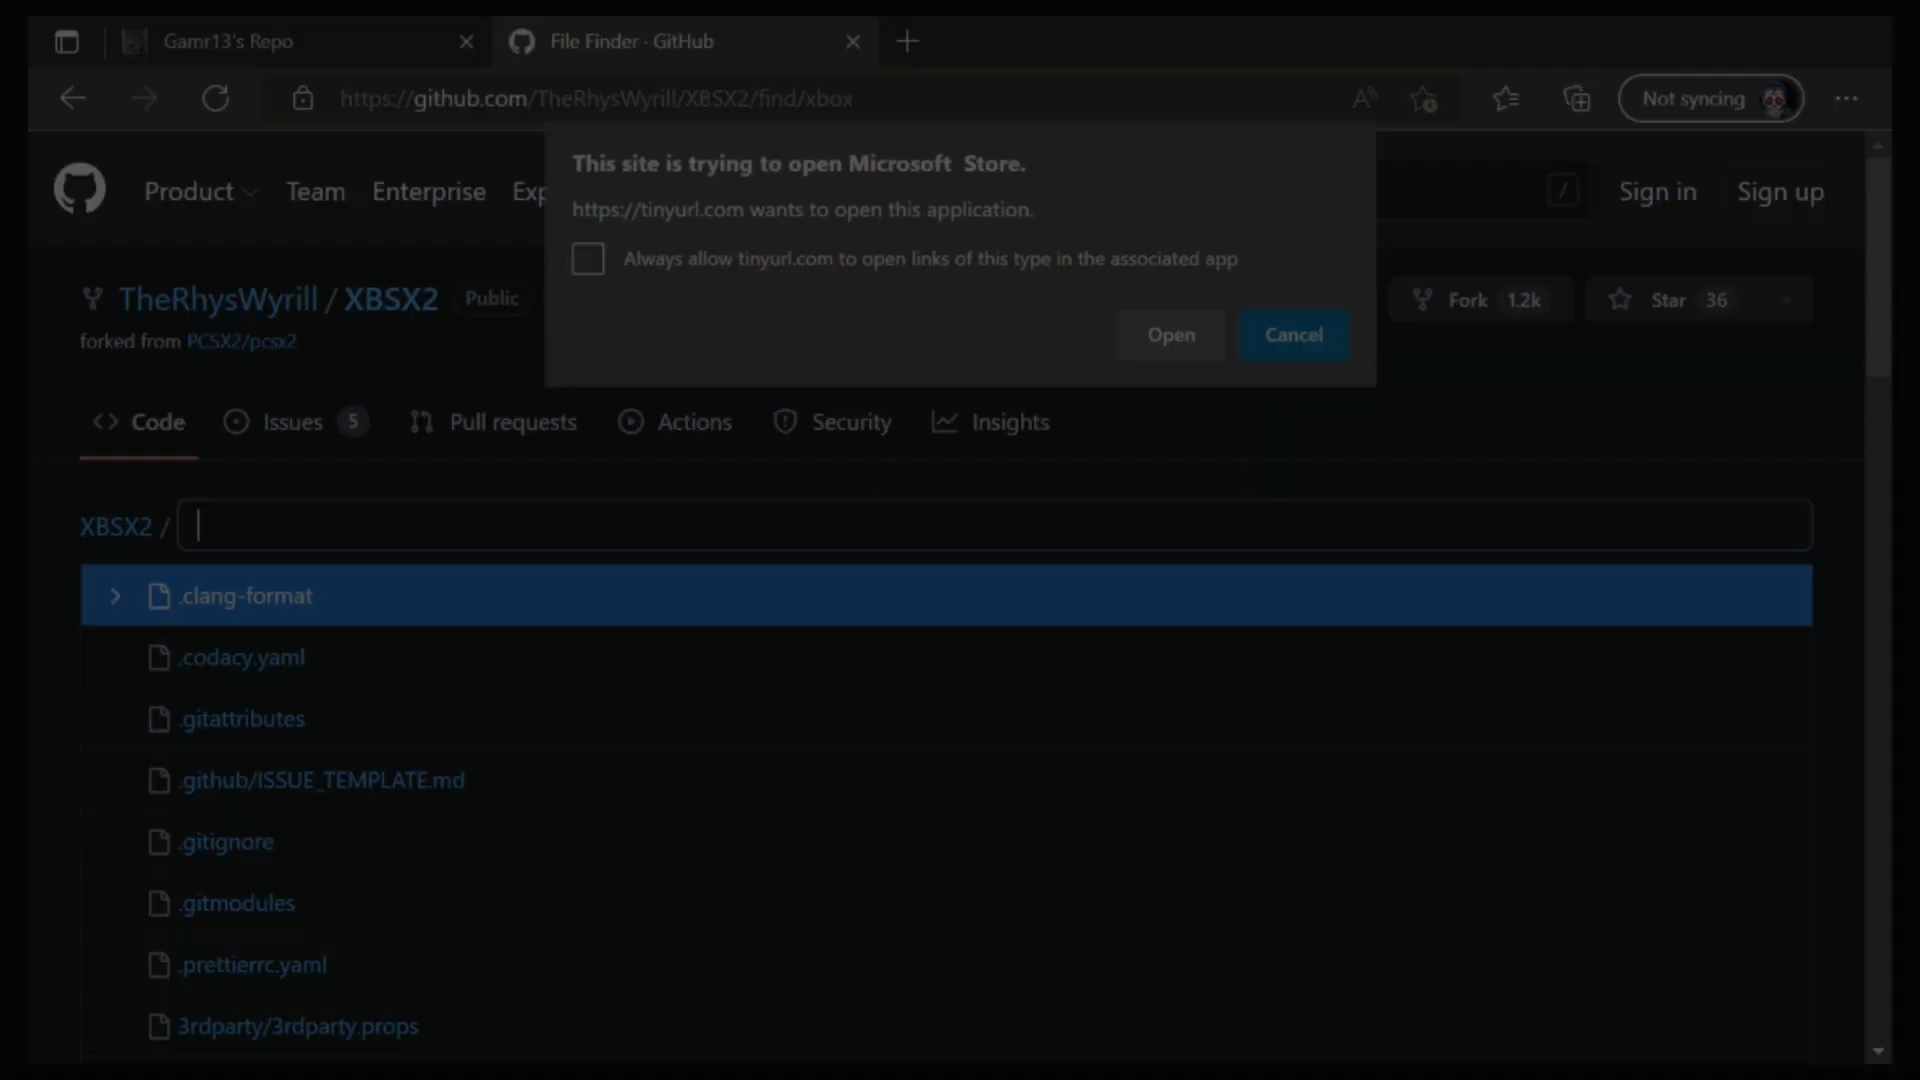 Gamr13's Repo
File Finder · GitHub
https://github.com/TheRhysWyrill/XBSX2/find/xbox
Not syncing
This site is trying to open Microsoft Store.
https://tinyurl.com wants to open this application.
Always allow tinyurl.com to open links of this type in the associated app
Open
Cancel
Product
Team
Enterprise
Exp
/
Sign in
Sign up
TheRhysWyrill / XBSX2
Public
forked from PCSX2/pcsx2
Fork 1.2k
Star 36
Code
Issues 5
Pull requests
Actions
Security
Insights
XBSX2 /
.clang-format
.codacy.yaml
.gitattributes
.github/ISSUE_TEMPLATE.md
.gitignore
.gitmodules
.prettierrc.yaml
3rdparty/3rdparty.props